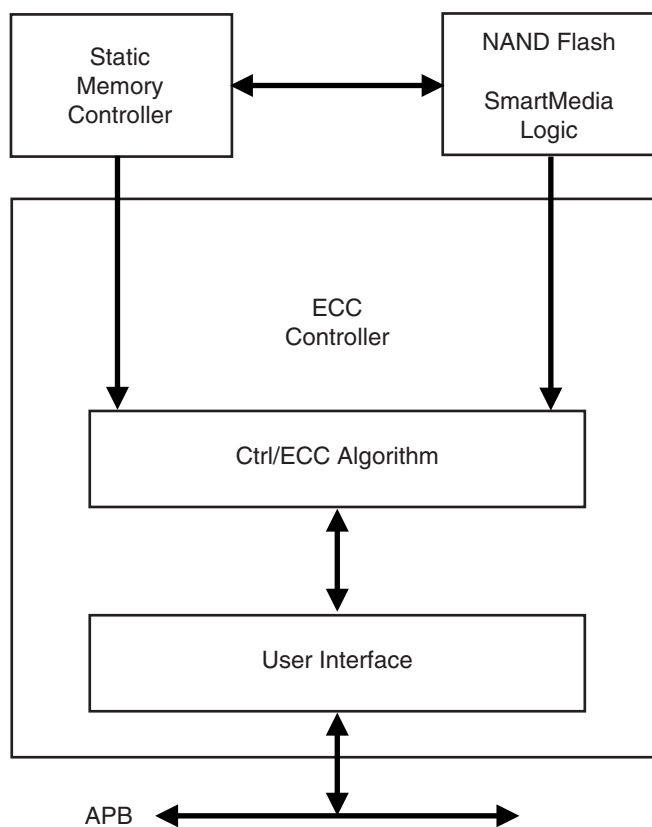 Static
Memory
Controller
NAND Flash
SmartMedia
Logic
ECC
Controller
Ctrl/ECC Algorithm
User Interface
APB